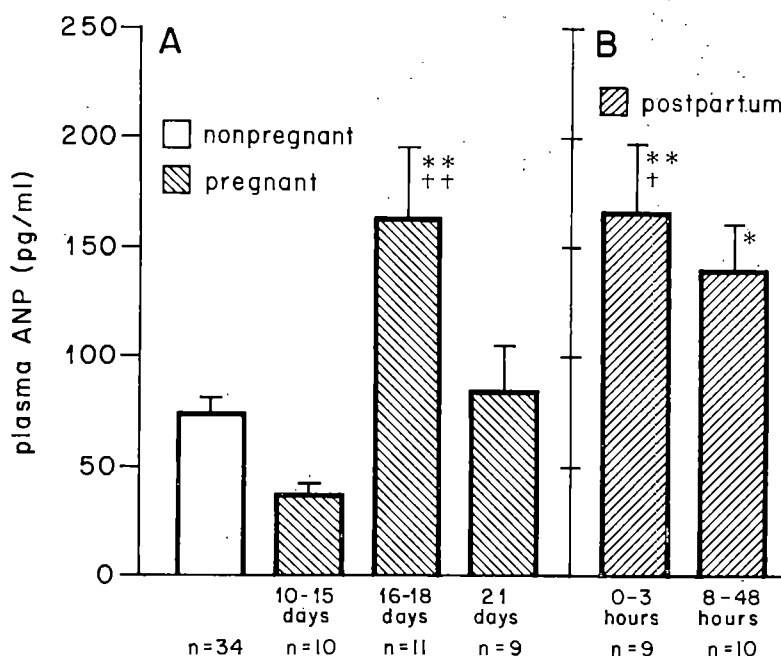 A
B
250
200
150
100
50
0
plasma ANP (pg/ml)
nonpregnant
pregnant
postpartum
**
††
**
†
*
10-15 days
16-18 days
21 days
0-3 hours
8-48 hours
n=34
n=10
n=11
n=9
n=9
n=10